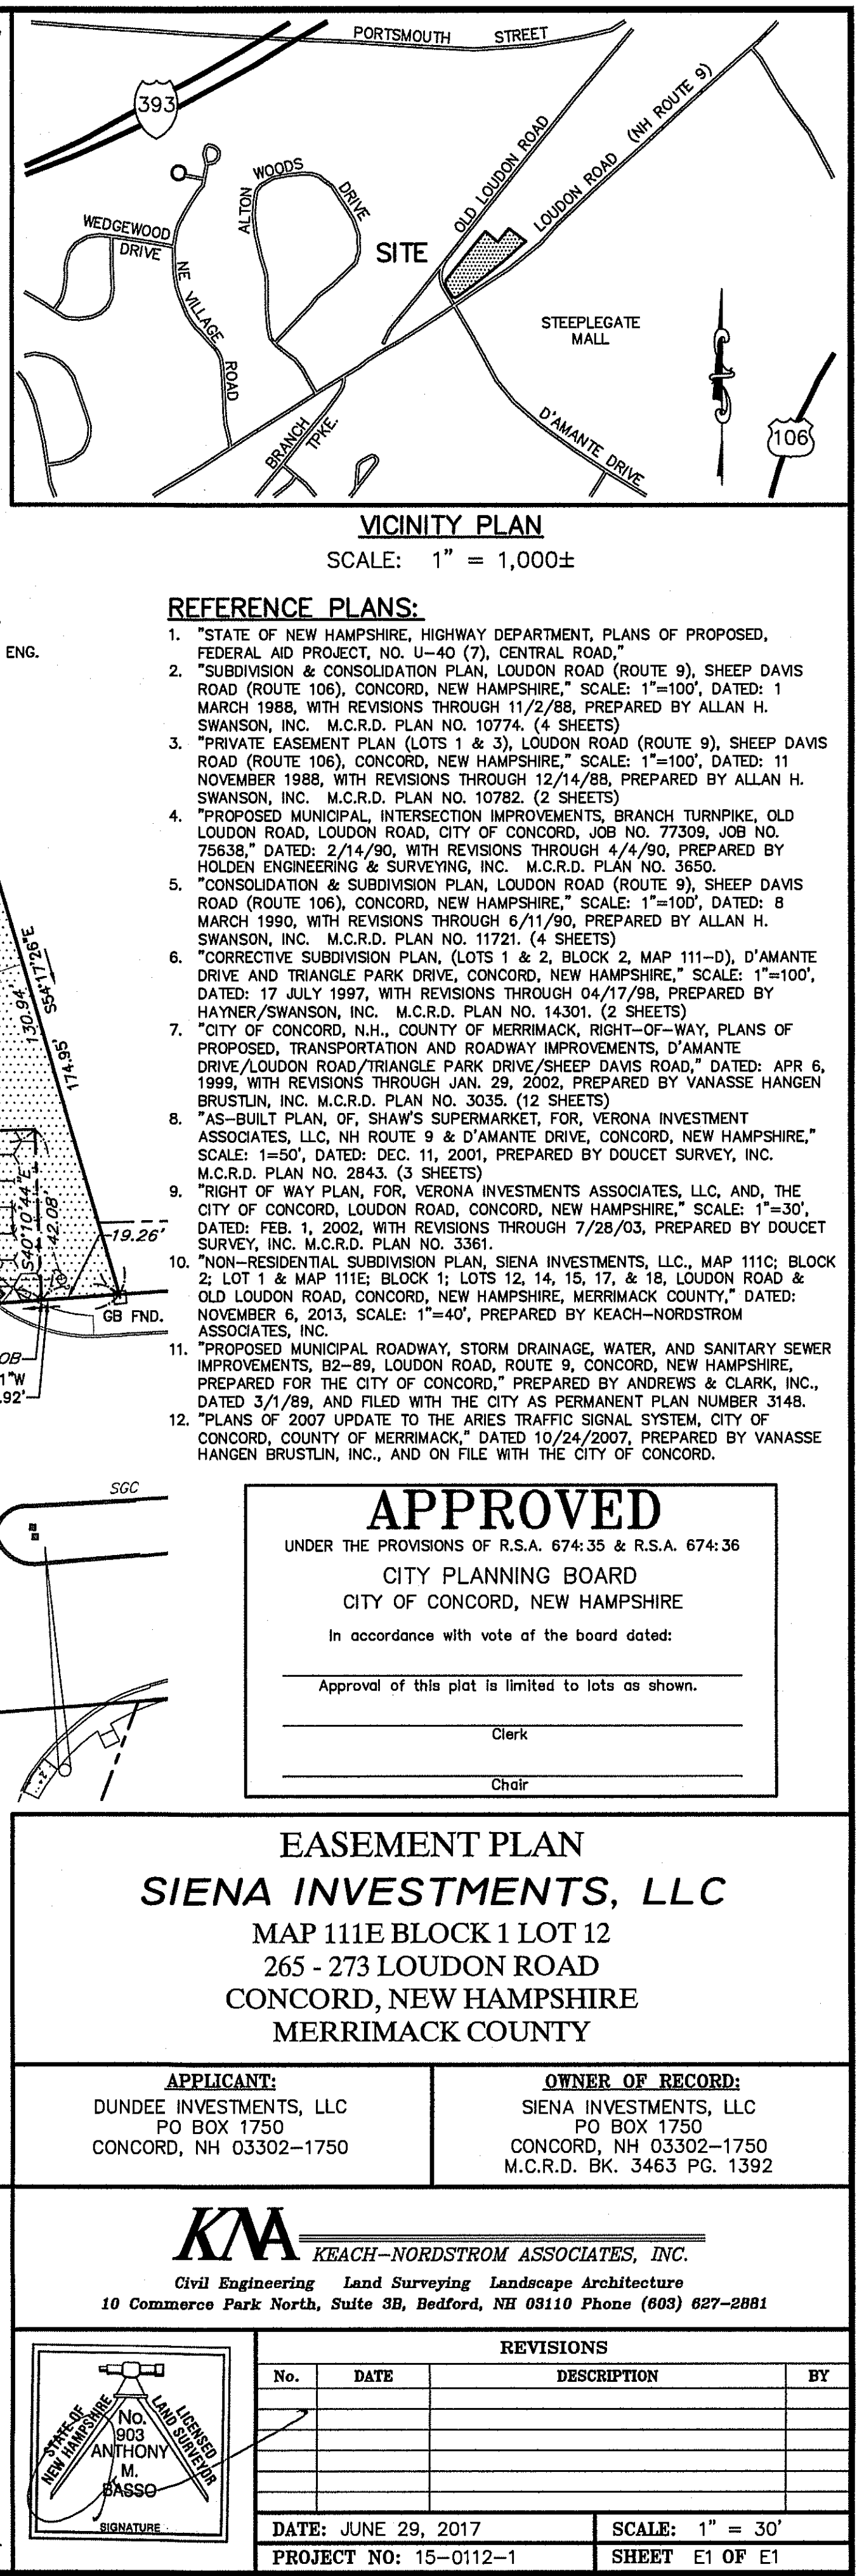 PORTSMOUTH STREET
393
OLD LOUDON ROAD
LOUDON ROAD (NH ROUTE 9)
ALTON WOODS DRIVE
WEDGEWOOD
DRIVE
NE VILLAGE ROAD
SITE
STEEPLEGATE
MALL
BRANCH
TPKE.
D'AMANTE DRIVE
106
VICINITY PLAN
SCALE: 1" = 1,000±
REFERENCE PLANS:
1. "STATE OF NEW HAMPSHIRE, HIGHWAY DEPARTMENT, PLANS OF PROPOSED,
FEDERAL AID PROJECT, NO. U-40 (7), CENTRAL ROAD,"
2. "SUBDIVISION & CONSOLIDATION PLAN, LOUDON ROAD (ROUTE 9), SHEEP DAVIS
ROAD (ROUTE 106), CONCORD, NEW HAMPSHIRE," SCALE: 1"=100', DATED: 1
MARCH 1988, WITH REVISIONS THROUGH 11/2/88, PREPARED BY ALLAN H.
SWANSON, INC. M.C.R.D. PLAN NO. 10774. (4 SHEETS)
3. "PRIVATE EASEMENT PLAN (LOTS 1 & 3), LOUDON ROAD (ROUTE 9), SHEEP DAVIS
ROAD (ROUTE 106), CONCORD, NEW HAMPSHIRE," SCALE: 1"=100', DATED: 11
NOVEMBER 1988, WITH REVISIONS THROUGH 12/14/88, PREPARED BY ALLAN H.
SWANSON, INC. M.C.R.D. PLAN NO. 10782. (2 SHEETS)
4. "PROPOSED MUNICIPAL, INTERSECTION IMPROVEMENTS, BRANCH TURNPIKE, OLD
LOUDON ROAD, LOUDON ROAD, CITY OF CONCORD, JOB NO. 77309, JOB NO.
75638," DATED: 2/14/90, WITH REVISIONS THROUGH 4/4/90, PREPARED BY
HOLDEN ENGINEERING & SURVEYING, INC. M.C.R.D. PLAN NO. 3650.
5. "CONSOLIDATION & SUBDIVISION PLAN, LOUDON ROAD (ROUTE 9), SHEEP DAVIS
ROAD (ROUTE 106), CONCORD, NEW HAMPSHIRE," SCALE: 1"=100', DATED: 8
MARCH 1990, WITH REVISIONS THROUGH 6/11/90, PREPARED BY ALLAN H.
SWANSON, INC. M.C.R.D. PLAN NO. 11721. (4 SHEETS)
6. "CORRECTIVE SUBDIVISION PLAN, (LOTS 1 & 2, BLOCK 2, MAP 111-D), D'AMANTE
DRIVE AND TRIANGLE PARK DRIVE, CONCORD, NEW HAMPSHIRE," SCALE: 1"=100',
DATED: 17 JULY 1997, WITH REVISIONS THROUGH 04/17/98, PREPARED BY
HAYNER/SWANSON, INC. M.C.R.D. PLAN NO. 14301. (2 SHEETS)
7. "CITY OF CONCORD, N.H., COUNTY OF MERRIMACK, RIGHT-OF-WAY, PLANS OF
PROPOSED, TRANSPORTATION AND ROADWAY IMPROVEMENTS, D'AMANTE
DRIVE/LOUDON ROAD/TRIANGLE PARK DRIVE/SHEEP DAVIS ROAD," DATED: APR 6,
1999, WITH REVISIONS THROUGH JAN. 29, 2002, PREPARED BY VANASSE HANGEN
BRUSTLIN, INC. M.C.R.D. PLAN NO. 3035. (12 SHEETS)
8. "AS-BUILT PLAN, OF, SHAW'S SUPERMARKET, FOR, VERONA INVESTMENT
ASSOCIATES, LLC, NH ROUTE 9 & D'AMANTE DRIVE, CONCORD, NEW HAMPSHIRE,"
SCALE: 1=50', DATED: DEC. 11, 2001, PREPARED BY DOUCET SURVEY, INC.
M.C.R.D. PLAN NO. 2843. (3 SHEETS)
9. "RIGHT OF WAY PLAN, FOR, VERONA INVESTMENTS ASSOCIATES, LLC, AND, THE
CITY OF CONCORD, LOUDON ROAD, CONCORD, NEW HAMPSHIRE," SCALE: 1"=30',
DATED: FEB. 1, 2002, WITH REVISIONS THROUGH 7/28/03, PREPARED BY DOUCET
SURVEY, INC. M.C.R.D. PLAN NO. 3361.
10. "NON-RESIDENTIAL SUBDIVISION PLAN, SIENA INVESTMENTS, LLC., MAP 111C; BLOCK
2; LOT 1 & MAP 111E; BLOCK 1; LOTS 12, 14, 15, 17, & 18, LOUDON ROAD &
OLD LOUDON ROAD, CONCORD, NEW HAMPSHIRE, MERRIMACK COUNTY," DATED:
NOVEMBER 6, 2013, SCALE: 1"=40', PREPARED BY KEACH-NORDSTROM
ASSOCIATES, INC.
11. "PROPOSED MUNICIPAL ROADWAY, STORM DRAINAGE, WATER, AND SANITARY SEWER
IMPROVEMENTS, B2-89, LOUDON ROAD, ROUTE 9, CONCORD, NEW HAMPSHIRE,
PREPARED FOR THE CITY OF CONCORD," PREPARED BY ANDREWS & CLARK, INC.,
DATED 3/1/89, AND FILED WITH THE CITY AS PERMANENT PLAN NUMBER 3148.
12. "PLANS OF 2007 UPDATE TO THE ARIES TRAFFIC SIGNAL SYSTEM, CITY OF
CONCORD, COUNTY OF MERRIMACK," DATED 10/24/2007, PREPARED BY VANASSE
HANGEN BRUSTLIN, INC., AND ON FILE WITH THE CITY OF CONCORD.
ENG.
130.94'
S54°17'26"E
174.95'
S40°10'44"E
42.08'
19.26'
GB FND.
OB
1"W
.92'
SGC
APPROVED
UNDER THE PROVISIONS OF R.S.A. 674:35 & R.S.A. 674:36
CITY PLANNING BOARD
CITY OF CONCORD, NEW HAMPSHIRE
In accordance with vote of the board dated:
Approval of this plat is limited to lots as shown.
Clerk
Chair
EASEMENT PLAN
SIENA INVESTMENTS, LLC
MAP 111E BLOCK 1 LOT 12
265 - 273 LOUDON ROAD
CONCORD, NEW HAMPSHIRE
MERRIMACK COUNTY
APPLICANT:
DUNDEE INVESTMENTS, LLC
PO BOX 1750
CONCORD, NH 03302-1750
OWNER OF RECORD:
SIENA INVESTMENTS, LLC
PO BOX 1750
CONCORD, NH 03302-1750
M.C.R.D. BK. 3463 PG. 1392
KNA KEACH-NORDSTROM ASSOCIATES, INC.
Civil Engineering Land Surveying Landscape Architecture
10 Commerce Park North, Suite 3B, Bedford, NH 03110 Phone (603) 627-2881
STATE OF
NEW HAMPSHIRE
LICENSED
LAND SURVEYOR
No.
903
ANTHONY
M.
BASSO
SIGNATURE
REVISIONS
No. DATE DESCRIPTION BY
DATE: JUNE 29, 2017 SCALE: 1" = 30'
PROJECT NO: 15-0112-1 SHEET E1 OF E1